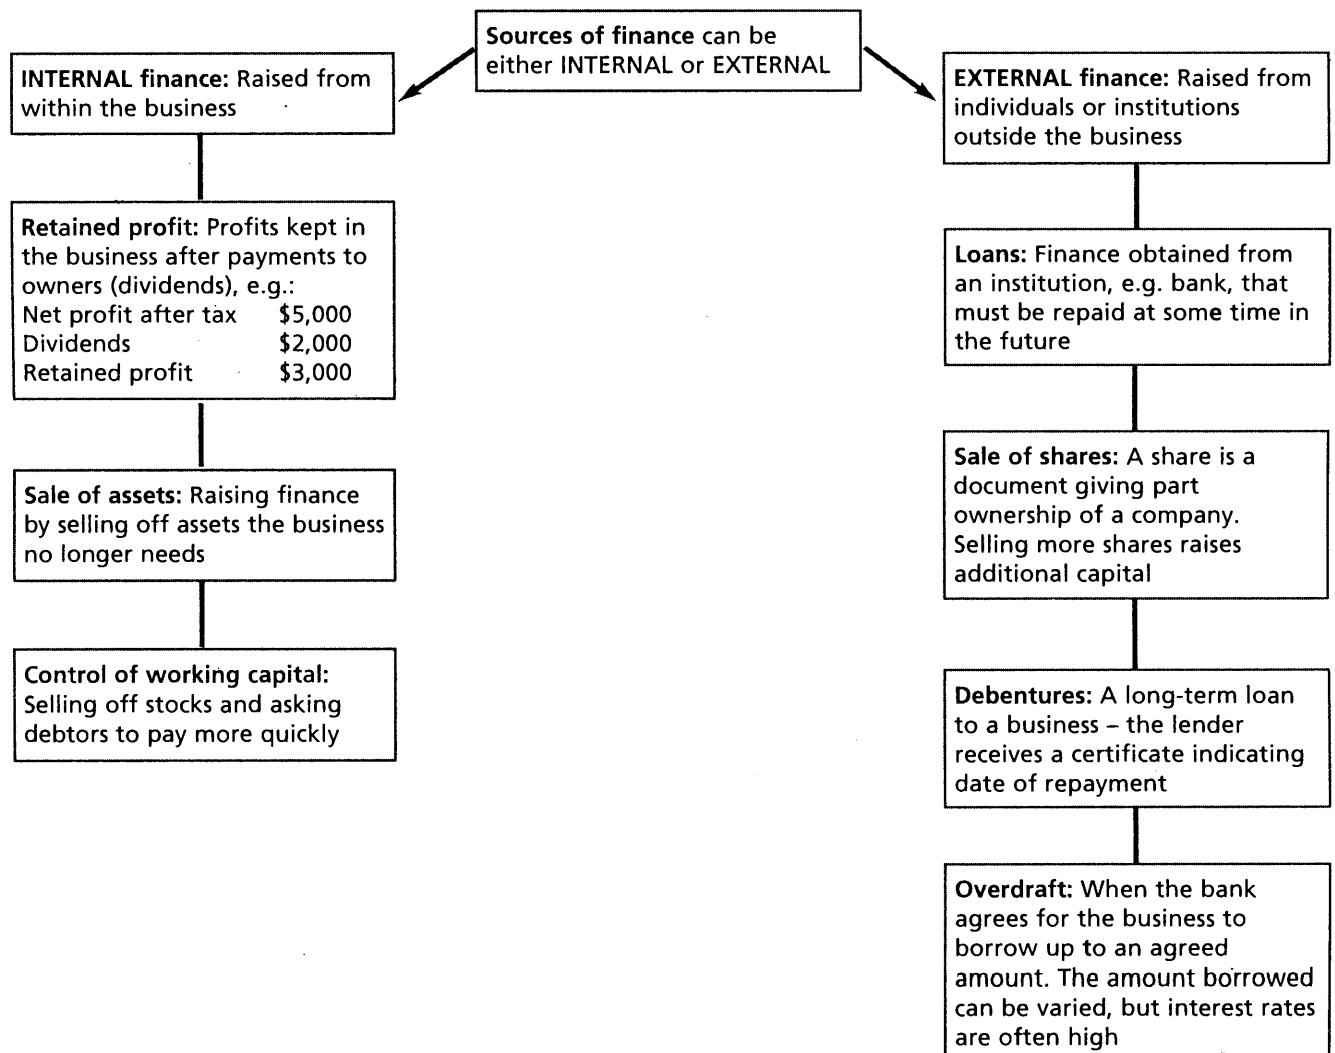 Sources of finance can be
either INTERNAL or EXTERNAL
INTERNAL finance: Raised from
within the business
Retained profit: Profits kept in
the business after payments to
owners (dividends), e.g.:
Net profit after tax $5,000
Dividends $2,000
Retained profit $3,000
Sale of assets: Raising finance
by selling off assets the business
no longer needs
Control of working capital:
Selling off stocks and asking
debtors to pay more quickly
EXTERNAL finance: Raised from
individuals or institutions
outside the business
Loans: Finance obtained from
an institution, e.g. bank, that
must be repaid at some time in
the future
Sale of shares: A share is a
document giving part
ownership of a company.
Selling more shares raises
additional capital
Debentures: A long-term loan
to a business – the lender
receives a certificate indicating
date of repayment
Overdraft: When the bank
agrees for the business to
borrow up to an agreed
amount. The amount borrowed
can be varied, but interest rates
are often high